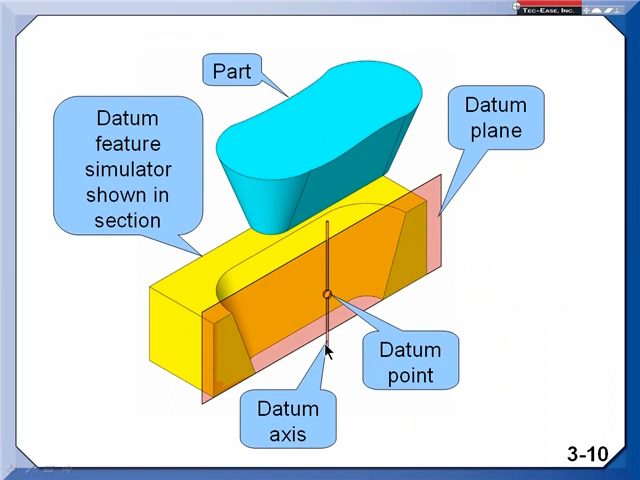 TEC-EASE, INC.
Part
Datum
plane
Datum
feature
simulator
shown in
section
Datum
point
Datum
axis
3-10